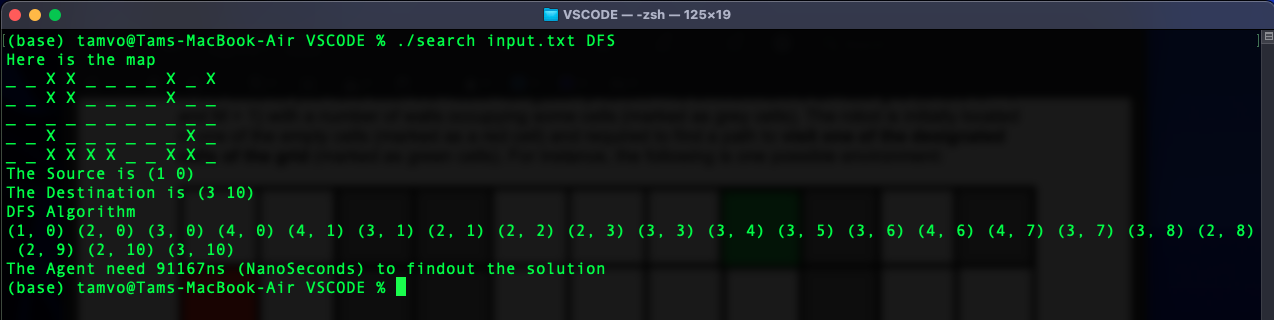 VSCODE — -zsh — 125×19
(base) tamvo@Tams-MacBook-Air VSCODE % ./search input.txt DFS
Here is the map
_ _ X X _ _ _ _ X _ X
_ _ X X _ _ _ _ X _ _
_ _ _ _ _ _ _ _ _ _ _
_ _ X _ _ _ _ _ _ X _
_ _ X X X X _ _ X X _
The Source is (1 0)
The Destination is (3 10)
DFS Algorithm
(1, 0) (2, 0) (3, 0) (4, 0) (4, 1) (3, 1) (2, 1) (2, 2) (2, 3) (3, 3) (3, 4) (3, 5) (3, 6) (4, 6) (4, 7) (3, 7) (3, 8) (2, 8)
(2, 9) (2, 10) (3, 10)
The Agent need 91167ns (NanoSeconds) to findout the solution
(base) tamvo@Tams-MacBook-Air VSCODE %